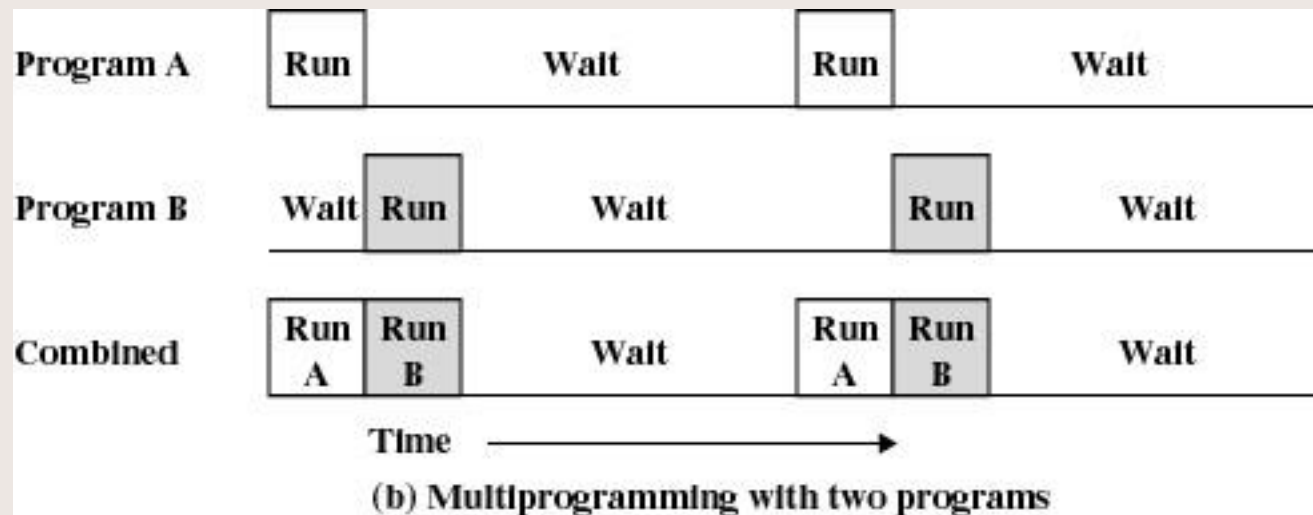 Program A Run Wait Run Wait
Program B Wait Run Wait Run Wait
Combined Run A Run B Wait Run A Run B Wait
Time
(b) Multiprogramming with two programs